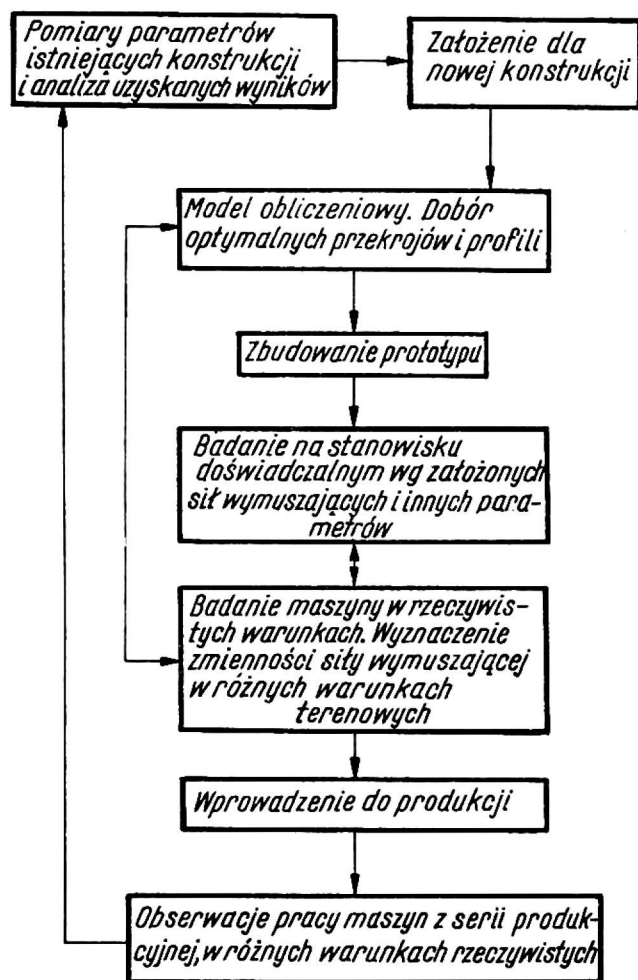 Pomiary parametrów
istniejących konstrukcji
i analiza uzyskanych wyników
Założenie dla
nowej konstrukcji
Model obliczeniowy. Dobór
optymalnych przekrojów i profili
Zbudowanie prototypu
Badanie na stanowisku
doświadczalnym wg założonych
sił wymuszających i innych para-
metrów
Badanie maszyny w rzeczywis-
tych warunkach. Wyznaczenie
zmienności siły wymuszającej
w różnych warunkach
terenowych
Wprowadzenie do produkcji
Obserwacje pracy maszyn z serii produk-
cyjnej, w różnych warunkach rzeczywistych